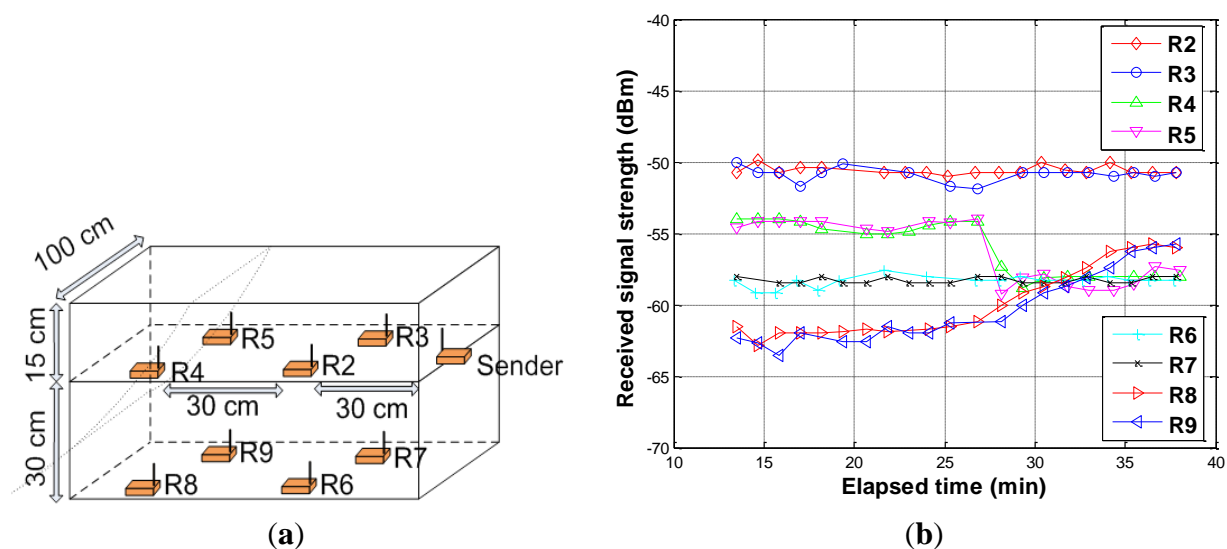 100 cm
15 cm
30 cm
R5
R3
R4
R2
Sender
30 cm
30 cm
R9
R7
R8
R6
(a)
Received signal strength (dBm)
-40
-45
-50
-55
-60
-65
-70
10
15
20
25
30
35
40
Elapsed time (min)
R2
R3
R4
R5
R6
R7
R8
R9
(b)